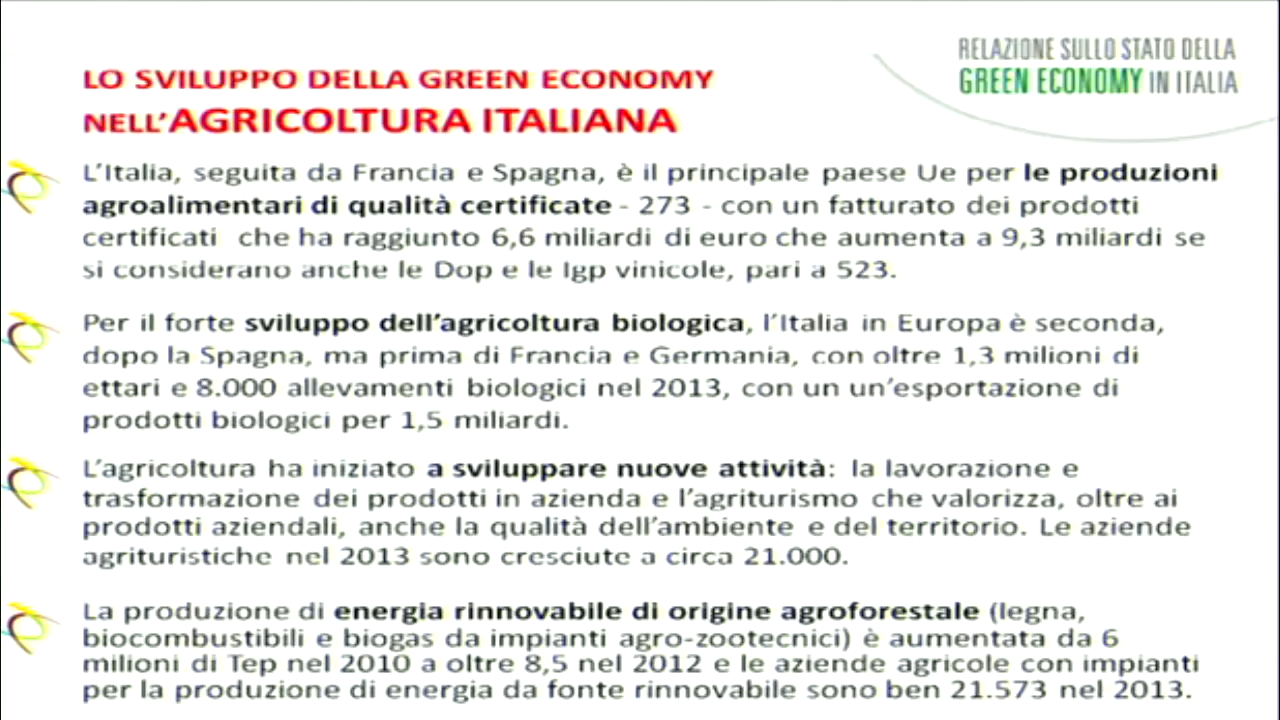 RELAZIONE SULLO STATO DELLA
GREEN ECONOMY IN ITALIA
LO SVILUPPO DELLA GREEN ECONOMY
NELL'AGRICOLTURA ITALIANA
L'Italia, seguita da Francia e Spagna, è il principale paese Ue per le produzioni
agroalimentari di qualità certificate - 273 - con un fatturato dei prodotti
certificati che ha raggiunto 6,6 miliardi di euro che aumenta a 9,3 miliardi se
si considerano anche le Dop e le Igp vinicole, pari a 523.
Per il forte sviluppo dell'agricoltura biologica, l'Italia in Europa è seconda,
dopo la Spagna, ma prima di Francia e Germania, con oltre 1,3 milioni di
ettari e 8.000 allevamenti biologici nel 2013, con un un'esportazione di
prodotti biologici per 1,5 miliardi.
L'agricoltura ha iniziato a sviluppare nuove attività: la lavorazione e
trasformazione dei prodotti in azienda e l'agriturismo che valorizza, oltre ai
prodotti aziendali, anche la qualità dell'ambiente e del territorio. Le aziende
agrituristiche nel 2013 sono cresciute a circa 21.000.
La produzione di energia rinnovabile di origine agroforestale (legna,
biocombustibili e biogas da impianti agro-zootecnici) è aumentata da 6
milioni di Tep nel 2010 a oltre 8,5 nel 2012 e le aziende agricole con impianti
per la produzione di energia da fonte rinnovabile sono ben 21.573 nel 2013.